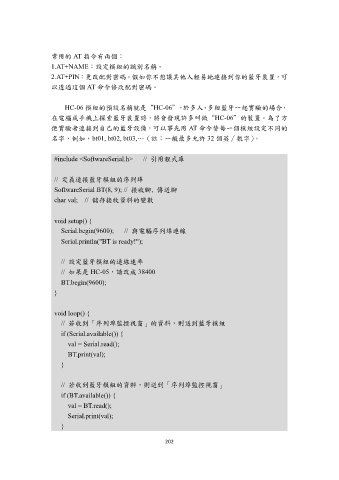 常用的 AT 指令有兩個：
1.AT+NAME：設定模組的識別名稱。
2.AT+PIN：更改配對密碼。假如你不想讓其他人輕易地連接到你的藍牙裝置，可
以透過這個 AT 命令修改配對密碼。
HC-06 模組的預設名稱就是“HC-06”，於多人、多組藍牙一起實驗的場合，
在電腦或手機上探索藍牙裝置時，將會發現許多叫做“HC-06”的裝置。為了方
便實驗者連接到自己的藍牙設備，可以事先用 AT 命令替每一個模組設定不同的
名字，例如，bt01, bt02, bt03,…（註：一般最多允許 32 個英／數字）。
#include <SoftwareSerial.h> // 引用程式庫
// 定義連接藍牙模組的序列埠
SoftwareSerial BT(8, 9); // 接收腳, 傳送腳
char val; // 儲存接收資料的變數
void setup() {
Serial.begin(9600); // 與電腦序列埠連線
Serial.println("BT is ready!");
// 設定藍牙模組的連線速率
// 如果是 HC-05，請改成 38400
BT.begin(9600);
}
void loop() {
// 若收到「序列埠監控視窗」的資料，則送到藍牙模組
if (Serial.available()) {
val = Serial.read();
BT.print(val);
}
// 若收到藍牙模組的資料，則送到「序列埠監控視窗」
if (BT.available()) {
val = BT.read();
Serial.print(val);
}
202